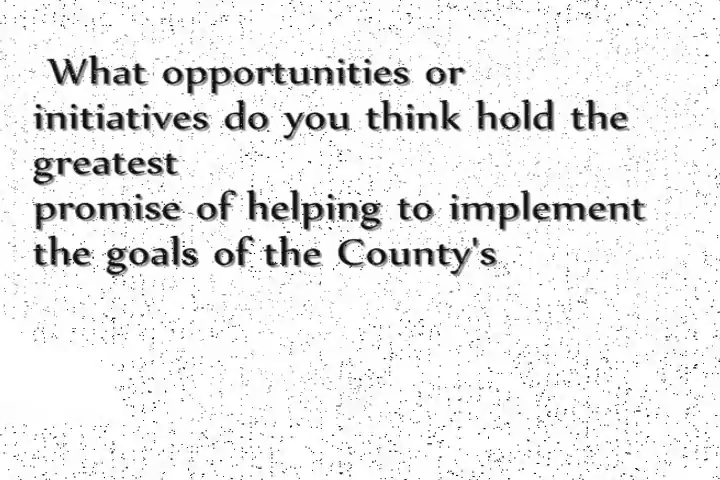 What opportunities or
initiatives do you think hold the
greatest
promise of helping to implement
the goals of the County's